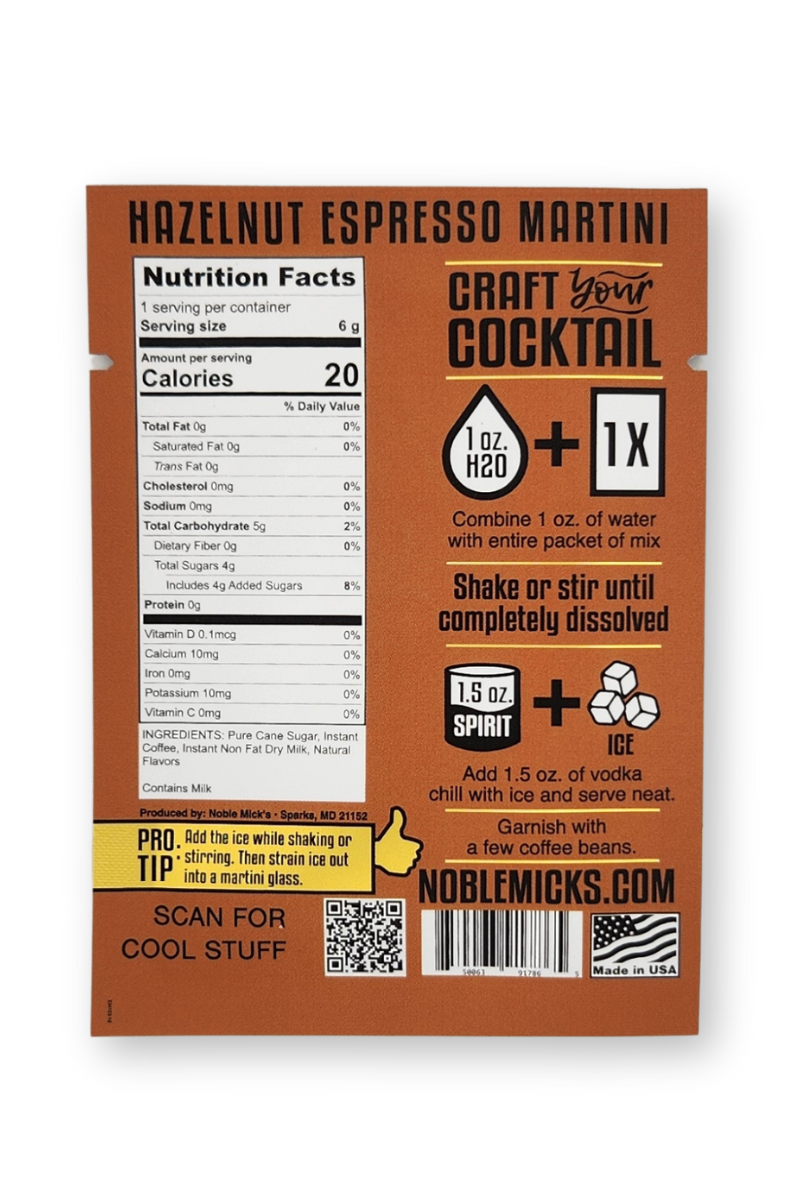 HAZELNUT ESPRESSO MARTINI
Nutrition Facts
1 serving per container
Serving size 6 g
Amount per serving
Calories 20
% Daily Value
Total Fat 0g 0%
Saturated Fat 0g 0%
Trans Fat 0g
Cholesterol 0mg 0%
Sodium 0mg 0%
Total Carbohydrate 5g 2%
Dietary Fiber 0g 0%
Total Sugars 4g
Includes 4g Added Sugars 8%
Protein 0g
Vitamin D 0.1mcg 0%
Calcium 10mg 0%
Iron 0mg 0%
Potassium 10mg 0%
Vitamin C 0mg 0%
INGREDIENTS: Pure Cane Sugar, Instant
Coffee, Instant Non Fat Dry Milk, Natural
Flavors
Contains Milk
Produced by: Noble Mick's · Sparks, MD 21152
PRO. TIP:
Add the ice while shaking or
stirring. Then strain ice out
into a martini glass.
SCAN FOR
COOL STUFF
CRAFT your
COCKTAIL
1 oz.
H2O
+
1X
Combine 1 oz. of water
with entire packet of mix
Shake or stir until
completely dissolved
1.5 oz.
SPIRIT
+
ICE
Add 1.5 oz. of vodka
chill with ice and serve neat.
Garnish with
a few coffee beans.
NOBLEMICKS.COM
50061 91786 5
Made in USA